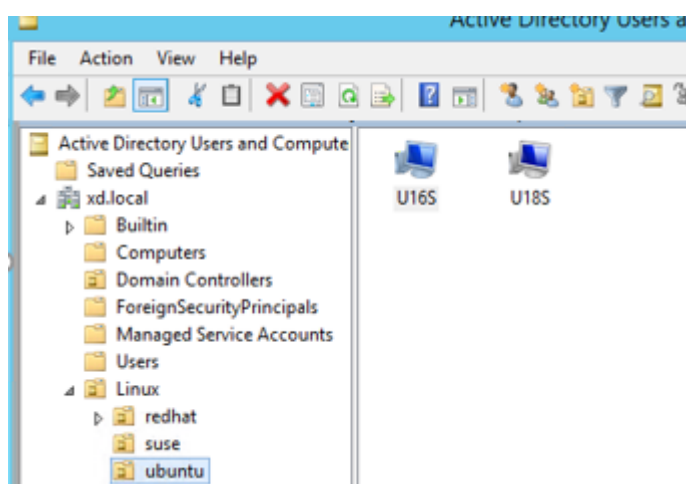 Active Directory Users a
File Action View Help
Active Directory Users and Compute
Saved Queries
xd.local
Builtin
Computers
Domain Controllers
ForeignSecurityPrincipals
Managed Service Accounts
Users
Linux
redhat
suse
ubuntu
U16S U18S